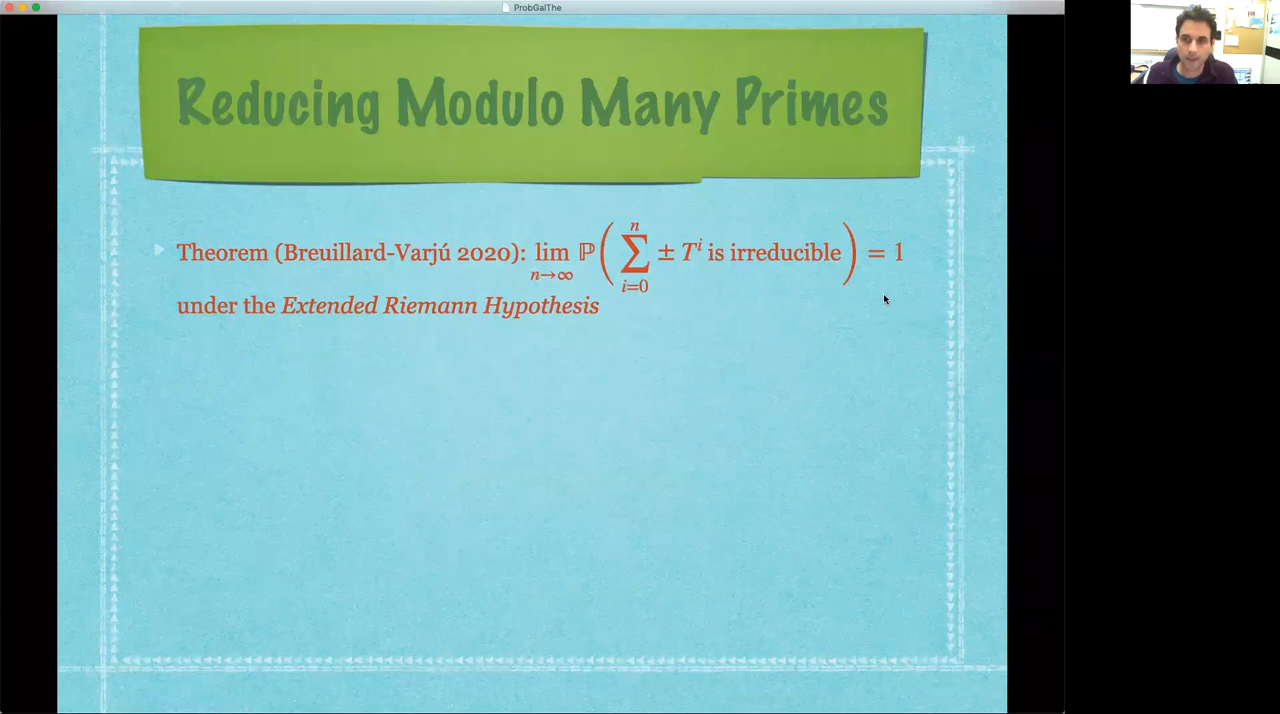 ProbGalThe
Reducing Modulo Many Primes
Theorem (Breuillard-Varjú 2020): lim_{n→∞} ℙ(∑_{i=0}^{n} ± T^i is irreducible) = 1
under the Extended Riemann Hypothesis